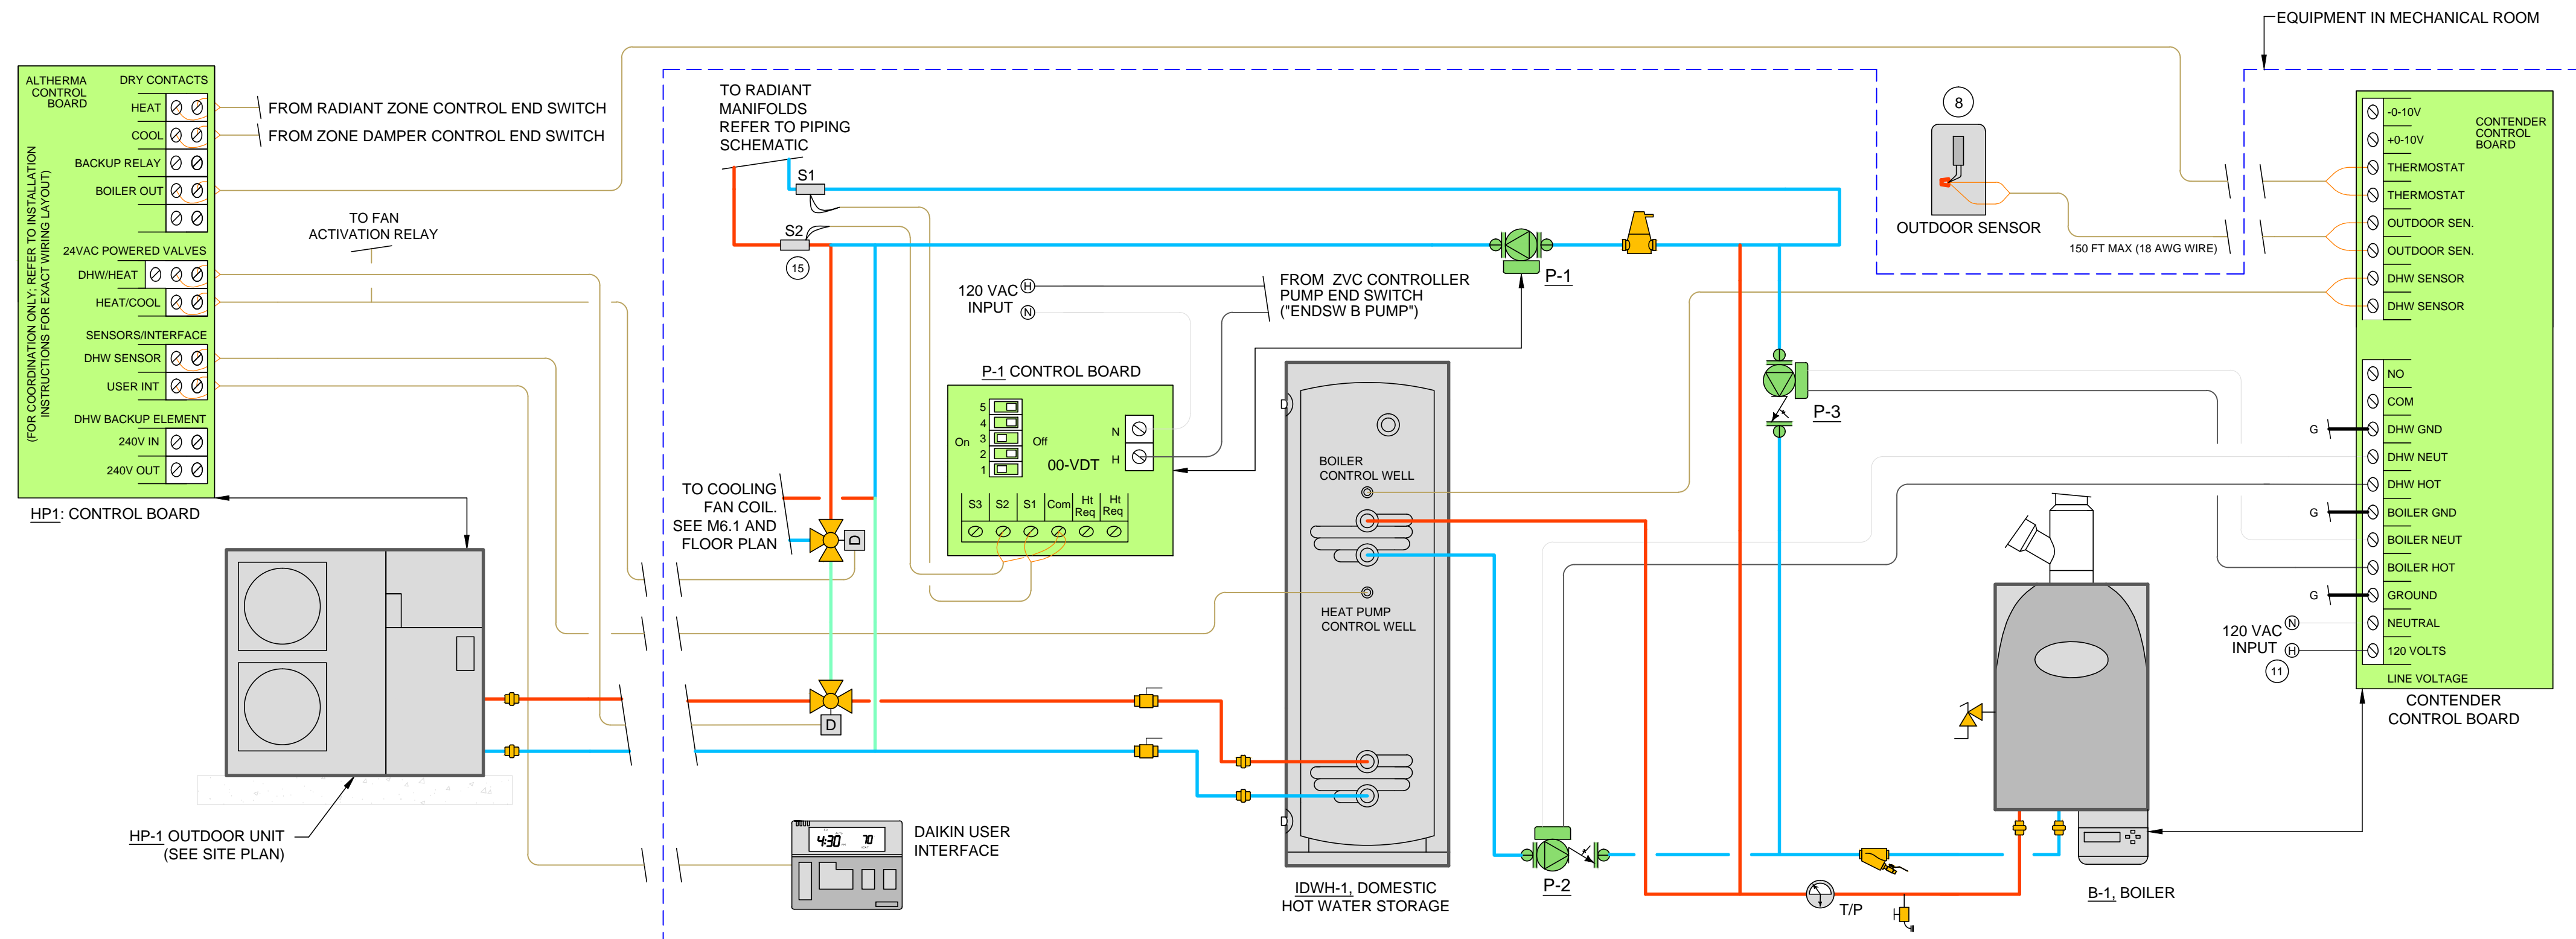 EQUIPMENT IN MECHANICAL ROOM
ALTHERMA
CONTROL
BOARD
DRY CONTACTS
HEAT
COOL
BACKUP RELAY
BOILER OUT
24VAC POWERED VALVES
DHW/HEAT
HEAT/COOL
SENSORS/INTERFACE
DHW SENSOR
USER INT
DHW BACKUP ELEMENT
240V IN
240V OUT
(FOR COORDINATION ONLY; REFER TO INSTALLATION
INSTRUCTIONS FOR EXACT WIRING LAYOUT)
HP1: CONTROL BOARD
FROM RADIANT ZONE CONTROL END SWITCH
FROM ZONE DAMPER CONTROL END SWITCH
TO FAN
ACTIVATION RELAY
HP-1 OUTDOOR UNIT
(SEE SITE PLAN)
TO RADIANT
MANIFOLDS
REFER TO PIPING
SCHEMATIC
S1
S2
15
120 VAC
INPUT
H
N
FROM ZVC CONTROLLER
PUMP END SWITCH
("ENDSW B PUMP")
P-1
P-1 CONTROL BOARD
5
4
3
2
1
On
Off
00-VDT
N
H
S3
S2
S1
Com
Ht
Req
Ht
Req
TO COOLING
FAN COIL.
SEE M6.1 AND
FLOOR PLAN
D
D
4:30
70
DAIKIN USER
INTERFACE
BOILER
CONTROL WELL
HEAT PUMP
CONTROL WELL
IDWH-1, DOMESTIC
HOT WATER STORAGE
P-2
P-3
T/P
8
OUTDOOR SENSOR
150 FT MAX (18 AWG WIRE)
-0-10V
+0-10V
THERMOSTAT
THERMOSTAT
OUTDOOR SEN.
OUTDOOR SEN.
DHW SENSOR
DHW SENSOR
CONTENDER
CONTROL
BOARD
NO
COM
G
DHW GND
DHW NEUT
DHW HOT
G
BOILER GND
BOILER NEUT
BOILER HOT
G
GROUND
NEUTRAL
120 VOLTS
LINE VOLTAGE
120 VAC
INPUT
N
H
11
CONTENDER
CONTROL BOARD
B-1, BOILER